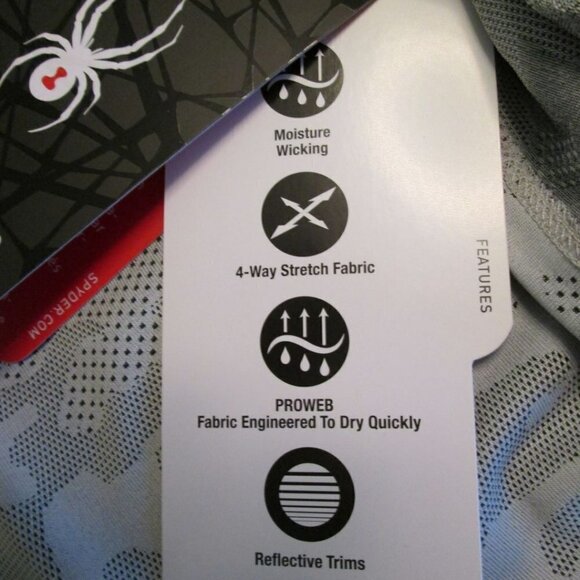 Moisture
Wicking
4-Way Stretch Fabric
FEATURES
SPYDER.COM
PROWEB
Fabric Engineered To Dry Quickly
Reflective Trims